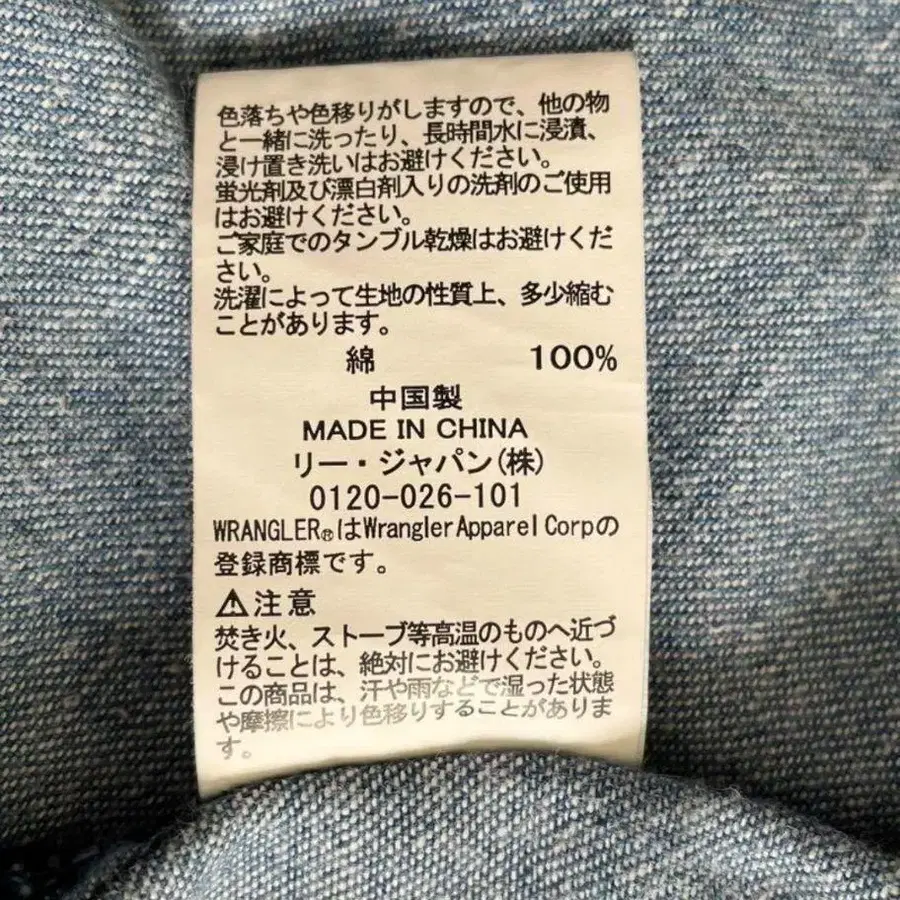 色落ちや色移りがしますので、他の物
と一緒に洗ったり、長時間水に浸漬、
浸け置き洗いはお避けください。
蛍光剤及び漂白剤入りの洗剤のご使用
はお避けください。
ご家庭でのタンブル乾燥はお避けくだ
さい。
洗濯によって生地の性質上、多少縮む
ことがあります。
綿 100%
中国製
MADE IN CHINA
リー・ジャパン(株)
0120-026-101
WRANGLER®はWrangler Apparel Corpの
登録商標です。
⚠注意
焚き火、ストーブ等高温のものへ近づ
けることは、絶対にお避けください。
この商品は、汗や雨などで湿った状態
や摩擦により色移りすることがありま
す。